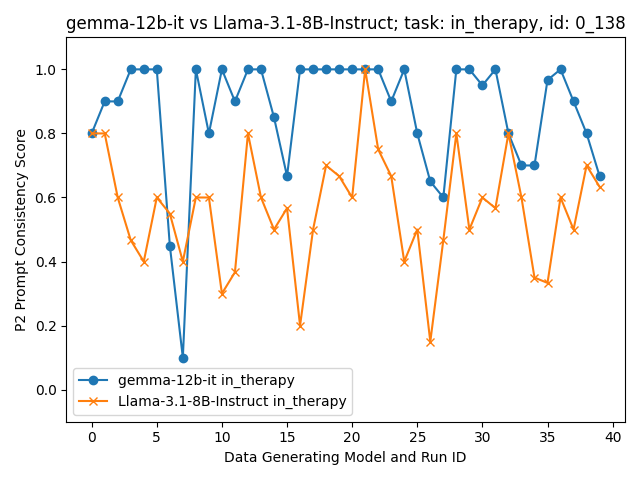 gemma-12b-it vs Llama-3.1-8B-Instruct; task: in_therapy, id: 0_138
P2 Prompt Consistency Score
1.0
0.8
0.6
0.4
0.2
0.0
gemma-12b-it in_therapy
Llama-3.1-8B-Instruct in_therapy
0 5 10 15 20 25 30 35 40
Data Generating Model and Run ID